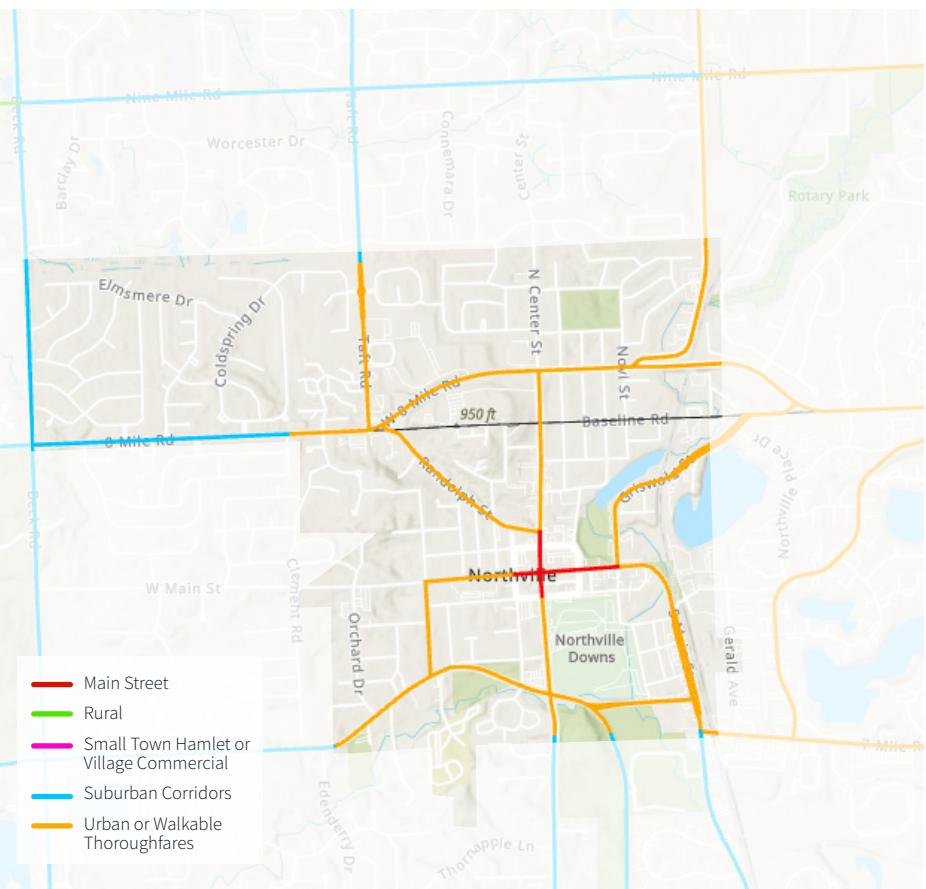 Nine Mile Rd
Nine Mile Rd
Beck Rd
Taft Rd
Barclay Dr
Worcester Dr
Connemara Dr
Center St
Rotary Park
Elmsmere Dr
Coldspring Dr
N Center St
Taft Rd
Novi St
W 8 Mile Rd
950 ft
Baseline Rd
8 Mile Rd
Randolph St
Griswold St
Northville Place Dr
Beck Rd
Northville
W Main St
Clement Rd
Orchard Dr
Northville
Downs
S Main St
Gerald Ave
7 Mile Rd
Edenderry Dr
Thornapple Ln
Main Street
Rural
Small Town Hamlet or
Village Commercial
Suburban Corridors
Urban or Walkable
Thoroughfares